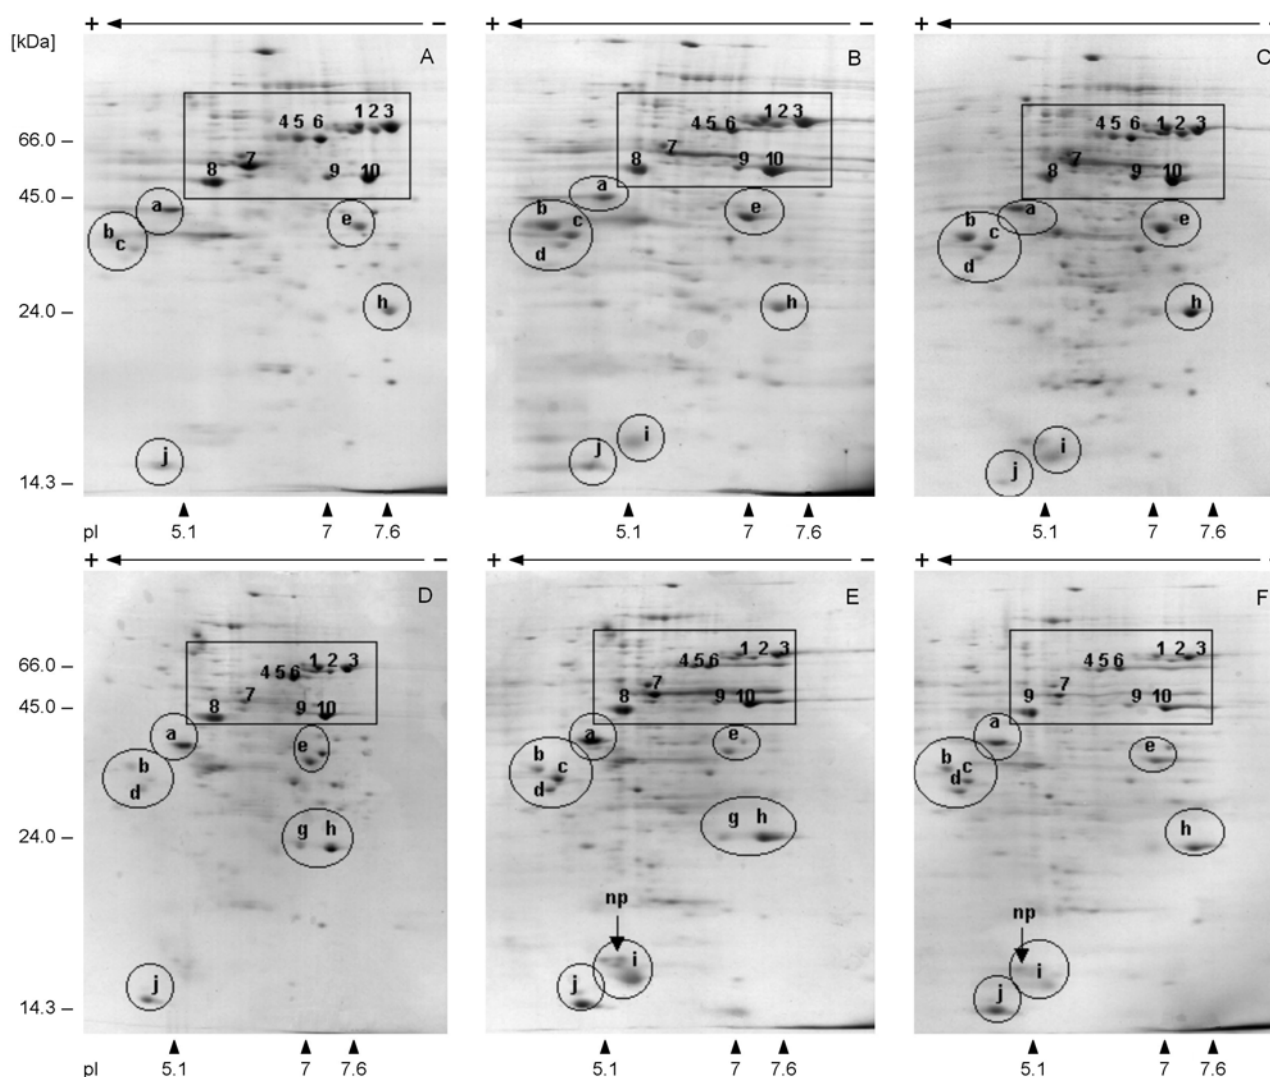 + − + − + −
[kDa] A B C
4 5 6 1 2 3 4 5 6 1 2 3 4 5 6 1 2 3
66.0
7 8 9 10 7 8 9 10 7 8 9 10
45.0
a b c e a b c d e a b c d e
24.0 h h h
j j i j i
14.3
pI 5.1 7 7.6 5.1 7 7.6 5.1 7 7.6
+ − + − +
D E F
66.0 4 5 6 1 2 3 4 5 6 1 2 3 4 5 6 1 2 3
45.0 8 7 9 10 8 7 9 10 9 7 9 10
a b d e a b c d e a b c d e
24.0 g h g h h
np np
j j i j i
14.3
pI 5.1 7 7.6 5.1 7 7.6 5.1 7 7.6